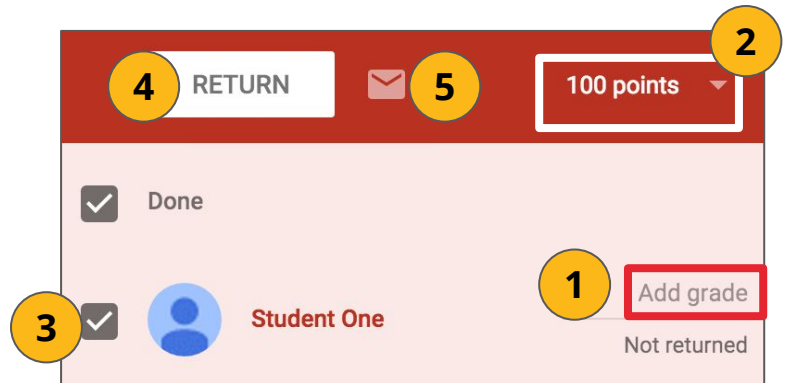 2
4 RETURN 5 100 points
Done
1 Add grade
3 Student One
Not returned